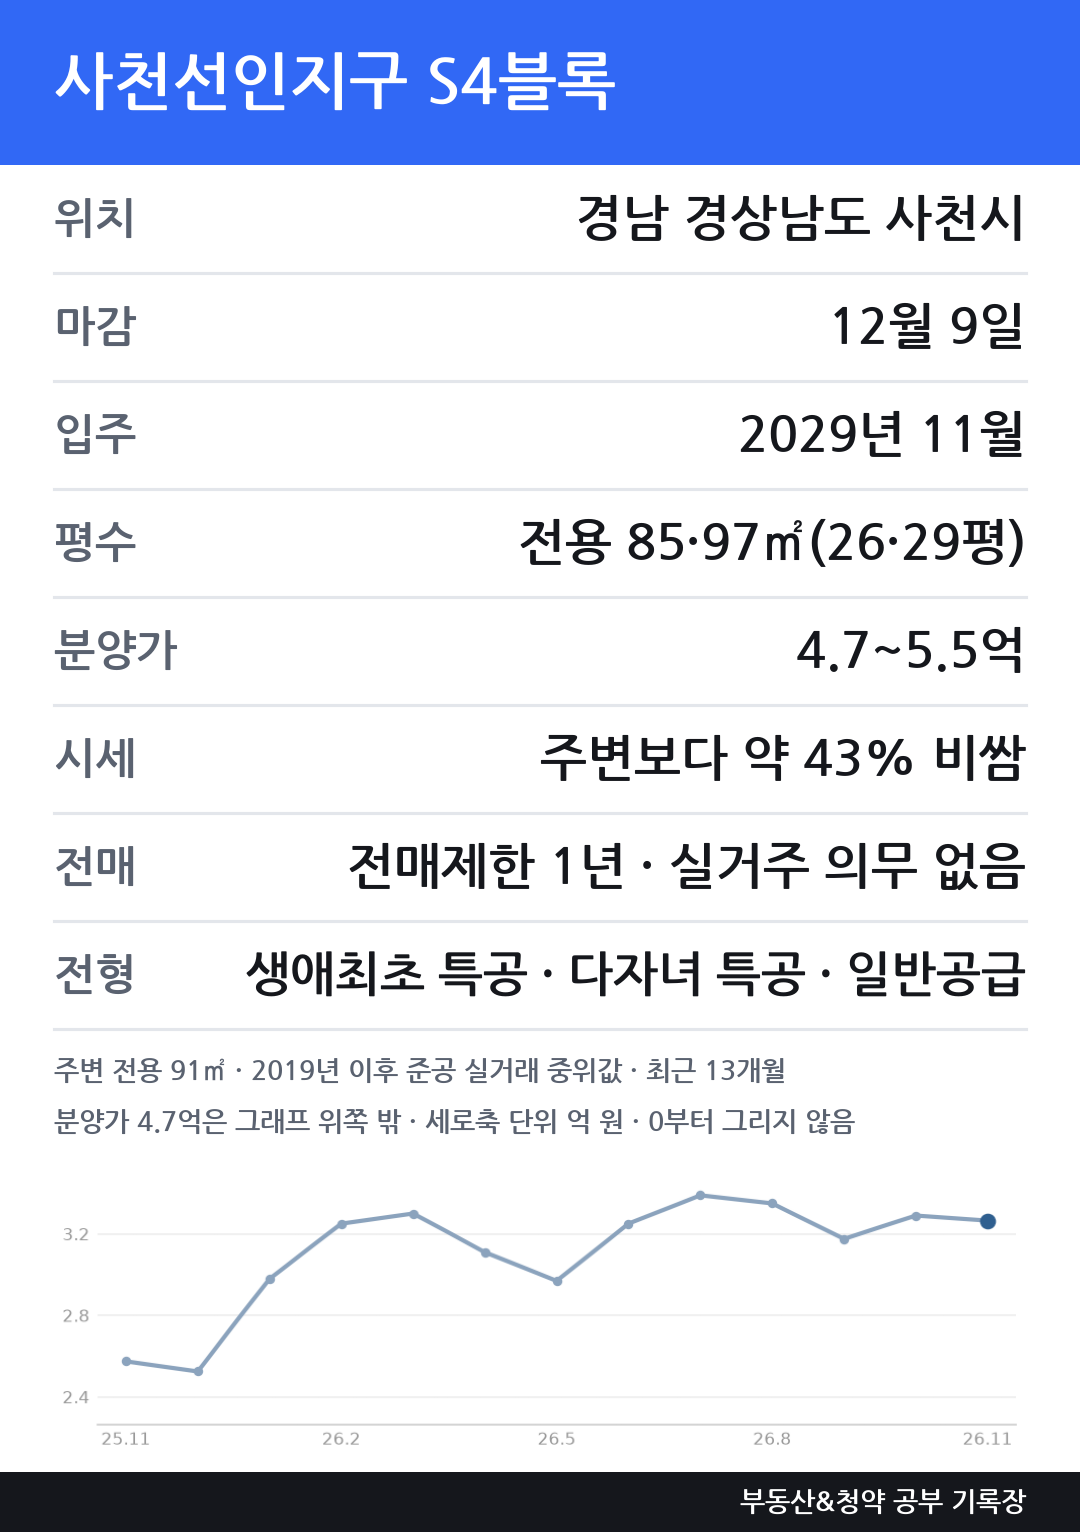 사천선인지구 S4블록
위치 경남 경상남도 사천시
마감 12월 9일
입주 2029년 11월
평수 전용 85·97㎡(26·29평)
분양가 4.7~5.5억
시세 주변보다 약 43% 비쌈
전매 전매제한 1년 · 실거주 의무 없음
전형 생애최초 특공 · 다자녀 특공 · 일반공급
주변 전용 91㎡ · 2019년 이후 준공 실거래 중위값 · 최근 13개월
분양가 4.7억은 그래프 위쪽 밖 · 세로축 단위 억 원 · 0부터 그리지 않음
3.2
2.8
2.4
25.11 26.2 26.5 26.8 26.11
부동산&청약 공부 기록장